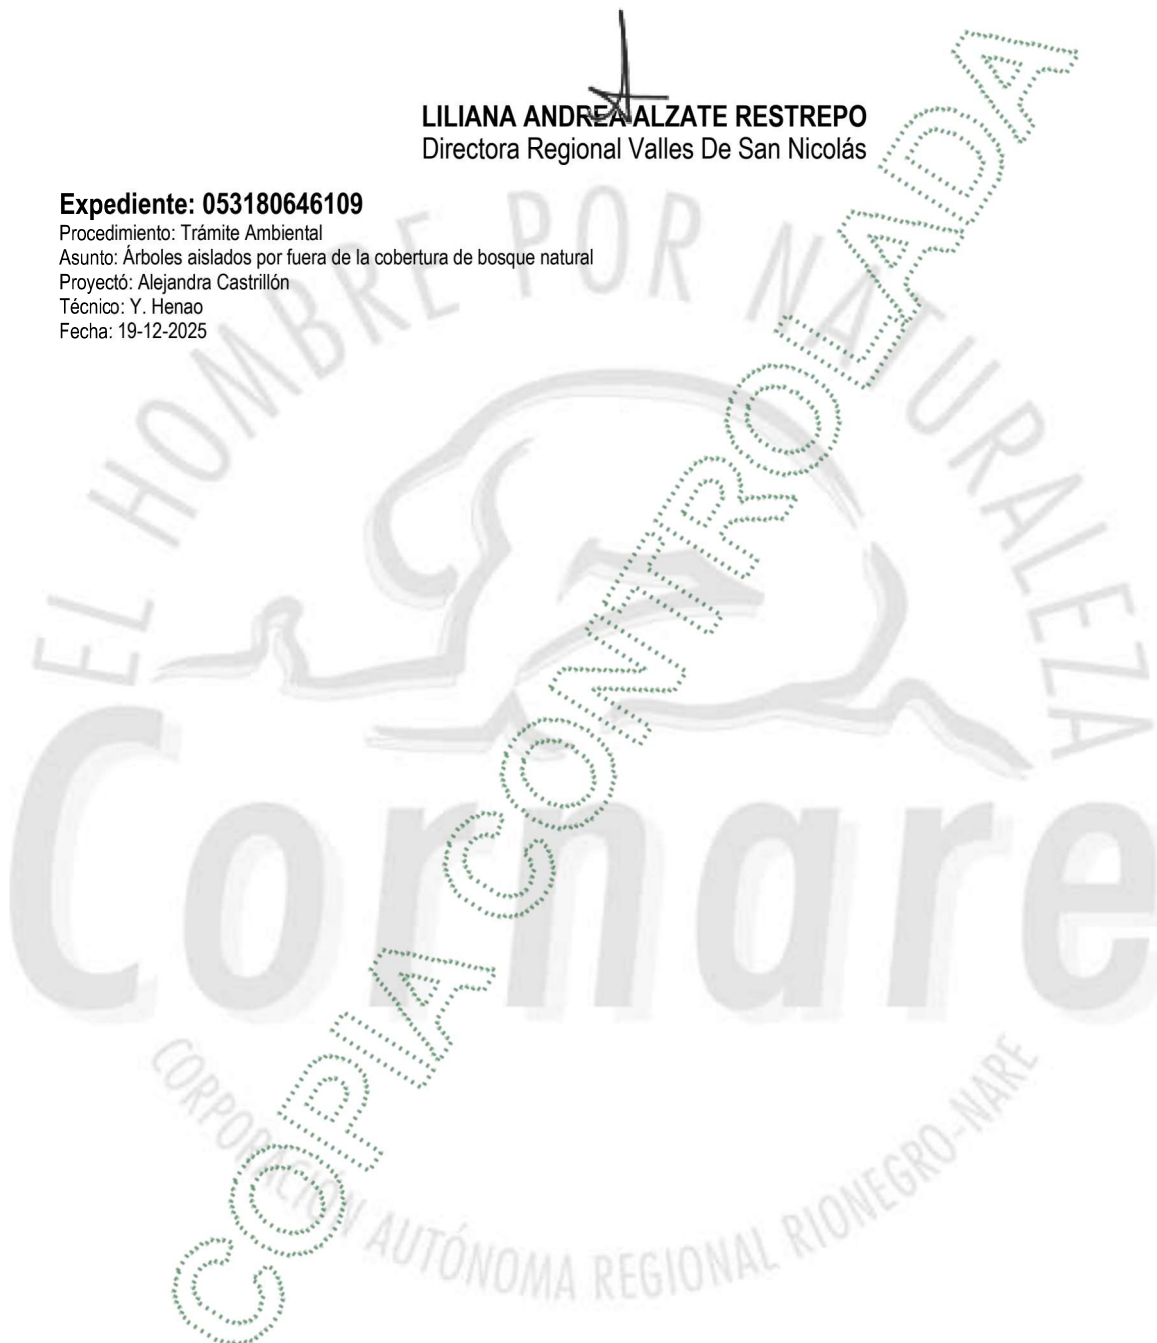 LILIANA ANDREA ALZATE RESTREPO
Directora Regional Valles De San Nicolás
Expediente: 053180646109
Procedimiento: Trámite Ambiental
Asunto: Árboles aislados por fuera de la cobertura de bosque natural
Proyectó: Alejandra Castrillón
Técnico: Y. Henao
Fecha: 19-12-2025
EL HOMBRE POR NATURALEZA
Cornare
CORPORACIÓN AUTÓNOMA REGIONAL RIONEGRO-NARE
COPIA CONTROLADA